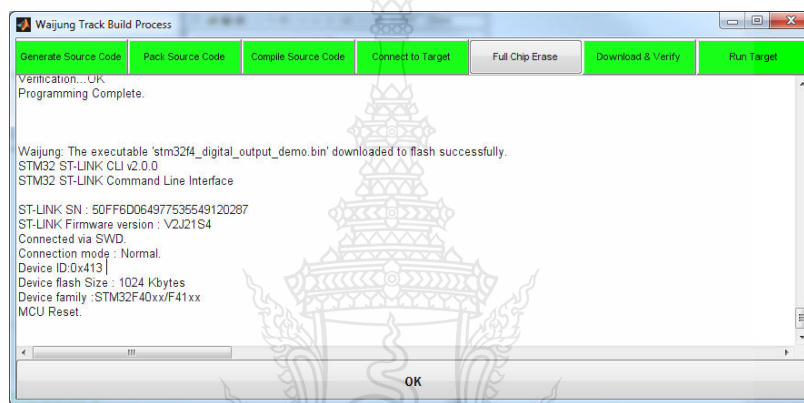 Waijung Track Build Process
Generate Source Code Pack Source Code Compile Source Code Connect to Target Full Chip Erase Download & Verify Run Target
Verification...OK
Programming Complete.
Waijung: The executable 'stm32f4_digital_output_demo.bin' downloaded to flash successfully.
STM32 ST-LINK CLI v2.0.0
STM32 ST-LINK Command Line Interface
ST-LINK SN : 50FF6D064977535549120287
ST-LINK Firmware version : V2J21S4
Connected via SWD.
Connection mode : Normal.
Device ID:0x413
Device flash Size : 1024 Kbytes
Device family :STM32F40xx/F41xx
MCU Reset.
OK